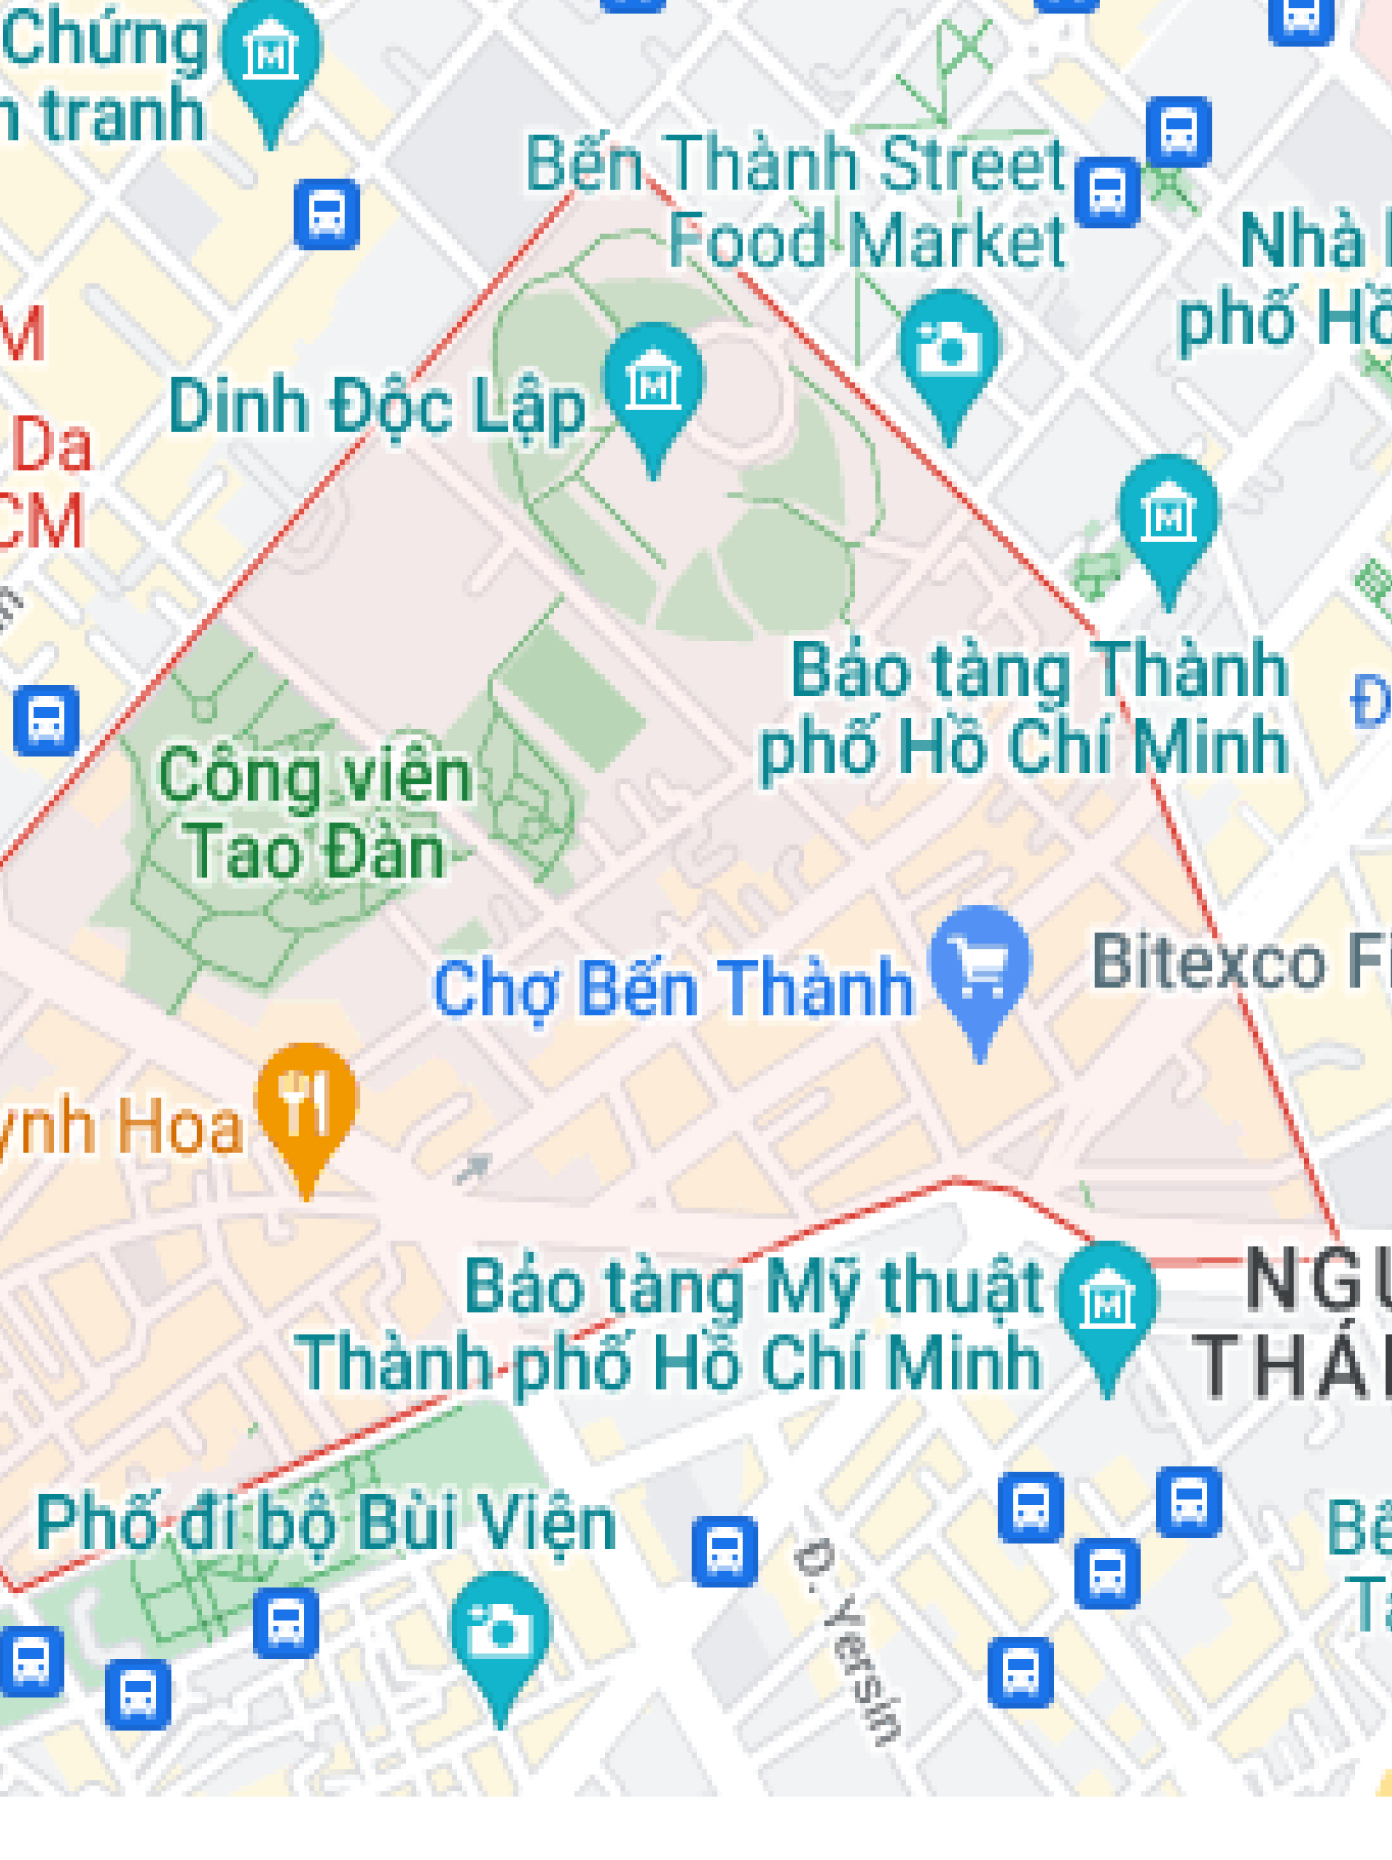 Chứng
tranh
Bến Thành Street
Food Market
Nhà
phố Hồ
M
Dinh Độc Lập
Da
CM
Bảo tàng Thành
phố Hồ Chí Minh
Công viên
Tao Đàn
Chợ Bến Thành
Bitexco Fi
ynh Hoa
Bảo tàng Mỹ thuật
Thành phố Hồ Chí Minh
NGU
THÁI
Phố đi bộ Bùi Viện
Đ. Yersin